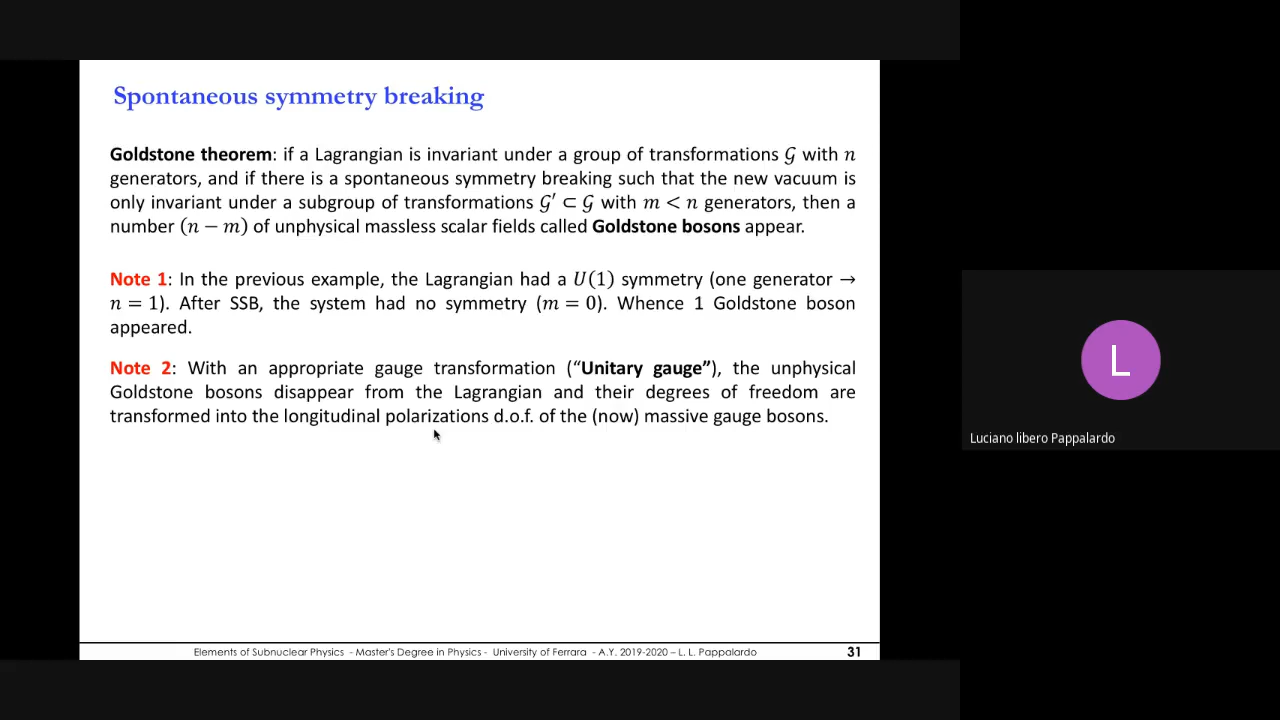 Spontaneous symmetry breaking
Goldstone theorem: if a Lagrangian is invariant under a group of transformations 𝒢 with n
generators, and if there is a spontaneous symmetry breaking such that the new vacuum is
only invariant under a subgroup of transformations 𝒢′ ⊂ 𝒢 with m < n generators, then a
number (n − m) of unphysical massless scalar fields called Goldstone bosons appear.
Note 1: In the previous example, the Lagrangian had a U(1) symmetry (one generator →
n = 1). After SSB, the system had no symmetry (m = 0). Whence 1 Goldstone boson
appeared.
Note 2: With an appropriate gauge transformation (“Unitary gauge”), the unphysical
Goldstone bosons disappear from the Lagrangian and their degrees of freedom are
transformed into the longitudinal polarizations d.o.f. of the (now) massive gauge bosons.
L
Luciano libero Pappalardo
Elements of Subnuclear Physics - Master's Degree in Physics - University of Ferrara - A.Y. 2019-2020 – L. L. Pappalardo 31